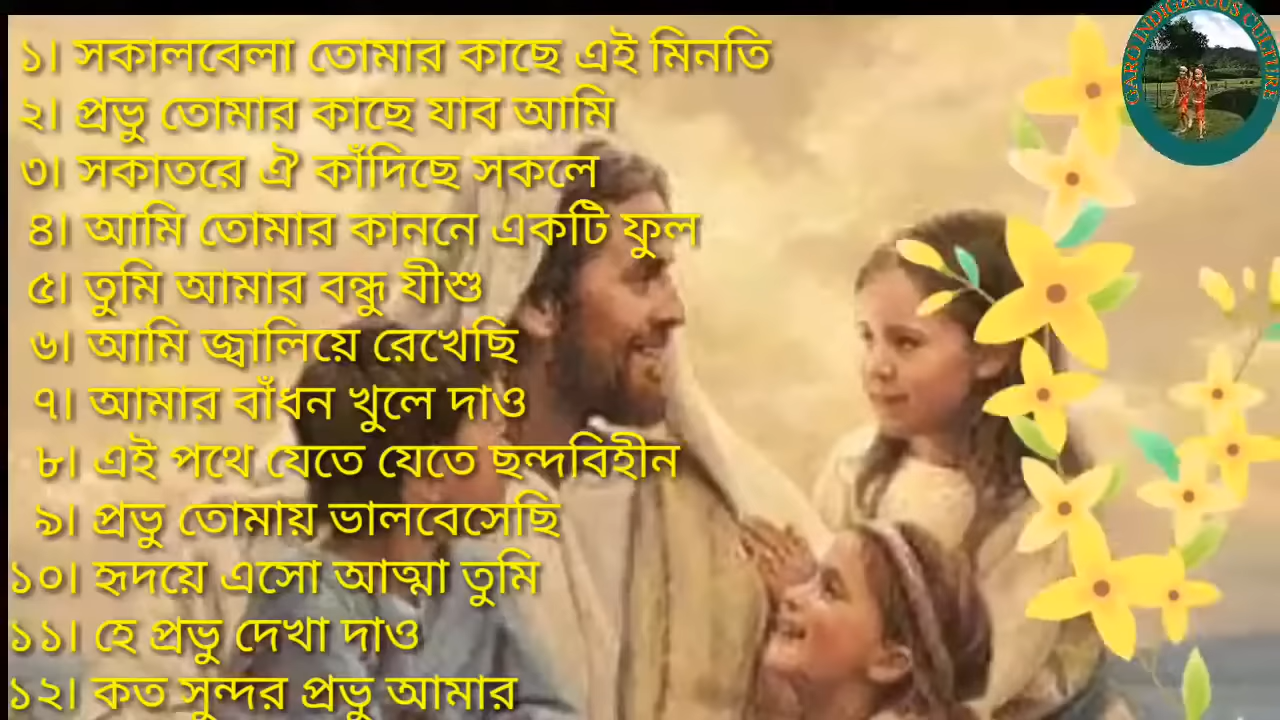 ১। সকালবেলা তোমার কাছে এই মিনতি
২। প্রভু তোমার কাছে যাব আমি
৩। সকাতরে ঐ কাঁদিছে সকলে
৪। আমি তোমার কাননে একটি ফুল
৫। তুমি আমার বন্ধু যীশু
৬। আমি জ্বালিয়ে রেখেছি
৭। আমার বাঁধন খুলে দাও
৮। এই পথে যেতে যেতে ছন্দবিহীন
৯। প্রভু তোমায় ভালবেসেছি
১০। হৃদয়ে এসো আত্মা তুমি
১১। হে প্রভু দেখা দাও
১২। কত সুন্দর প্রভু আমার
GARO INDIGENOUS CULTURE